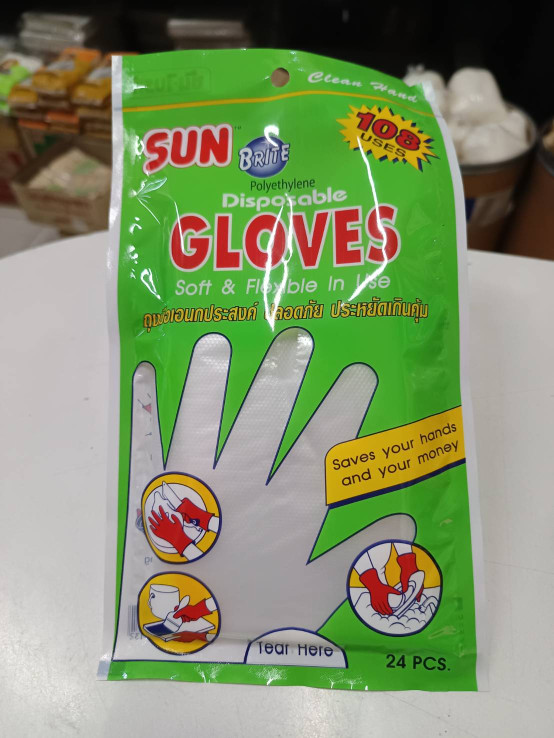 Clean Hand
SUN
BRITE
108
USES
Polyethylene
Disposable
GLOVES
Soft & Flexible In Use
ถุงมือเอนกประสงค์ ปลอดภัย ประหยัดเกินคุ้ม
Saves your hands
and your money
Tear Here
24 PCS.